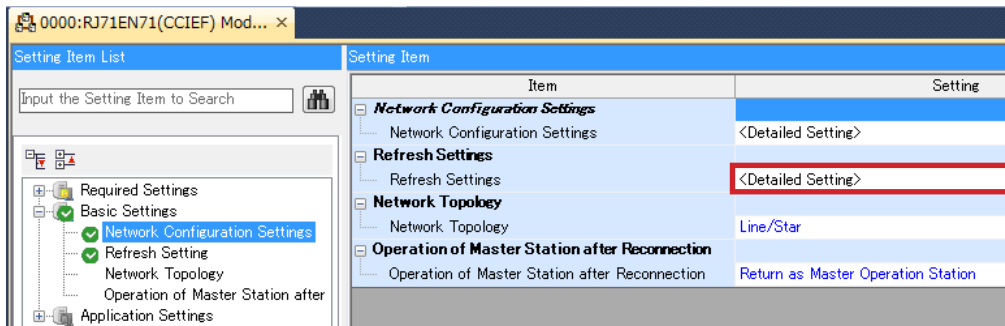 0000:RJ71EN71(CCIEF) Mod...
Setting Item List
Input the Setting Item to Search
Required Settings
Basic Settings
Network Configuration Settings
Refresh Setting
Network Topology
Operation of Master Station after
Application Settings
Setting Item
Item Setting
Network Configuration Settings
Network Configuration Settings <Detailed Setting>
Refresh Settings
Refresh Settings <Detailed Setting>
Network Topology
Network Topology Line/Star
Operation of Master Station after Reconnection
Operation of Master Station after Reconnection Return as Master Operation Station